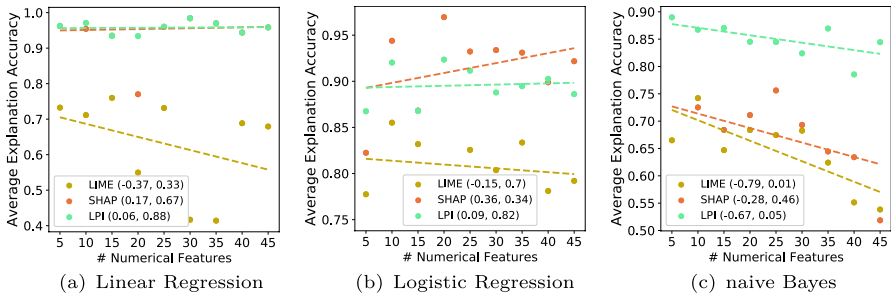 Average Explanation Accuracy
1.0
0.9
0.8
0.7
0.6
0.5
0.4
LIME (-0.37, 0.33)
SHAP (0.17, 0.67)
LPI (0.06, 0.88)
5 10 15 20 25 30 35 40 45
# Numerical Features
(a) Linear Regression
Average Explanation Accuracy
0.95
0.90
0.85
0.80
0.75
LIME (-0.15, 0.7)
SHAP (0.36, 0.34)
LPI (0.09, 0.82)
5 10 15 20 25 30 35 40 45
# Numerical Features
(b) Logistic Regression
Average Explanation Accuracy
0.90
0.85
0.80
0.75
0.70
0.65
0.60
0.55
0.50
LIME (-0.79, 0.01)
SHAP (-0.28, 0.46)
LPI (-0.67, 0.05)
5 10 15 20 25 30 35 40 45
# Numerical Features
(c) naive Bayes